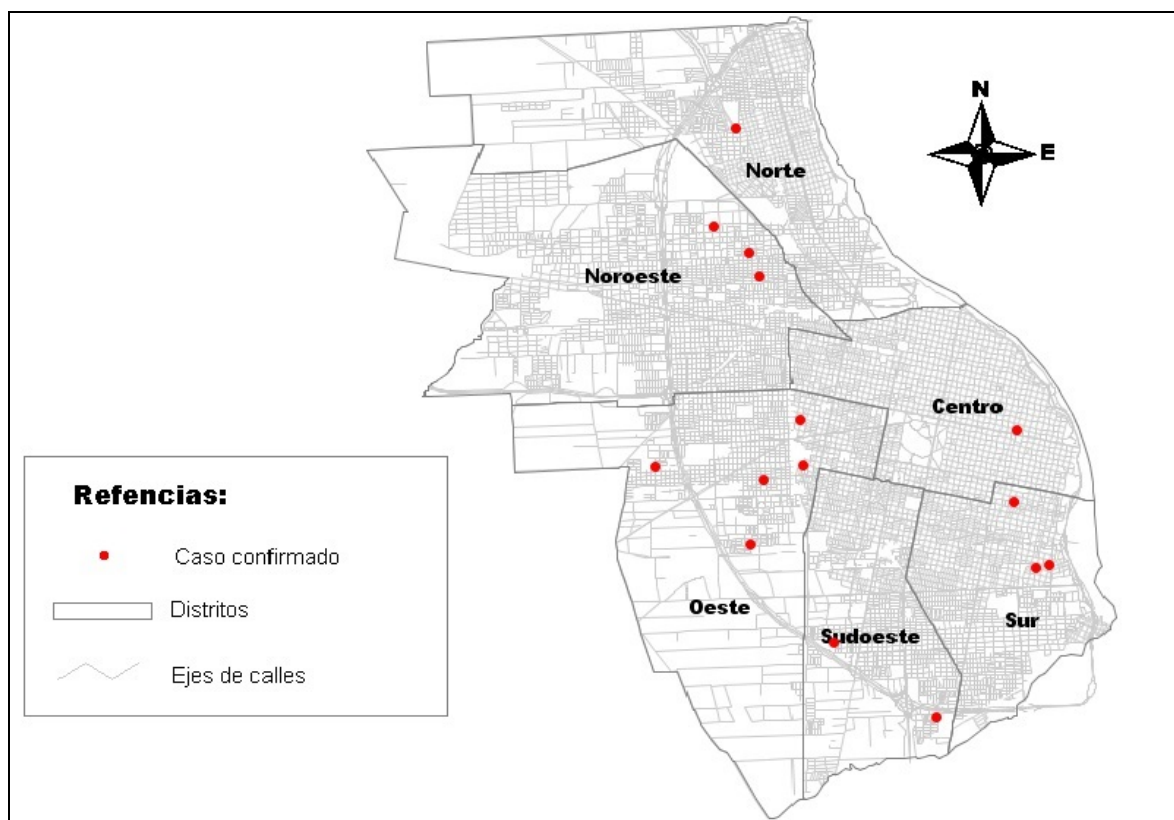 N
E
Norte
Noroeste
Centro
Refencias:
Caso confirmado
Distritos
Ejes de calles
Oeste
Sudoeste
Sur